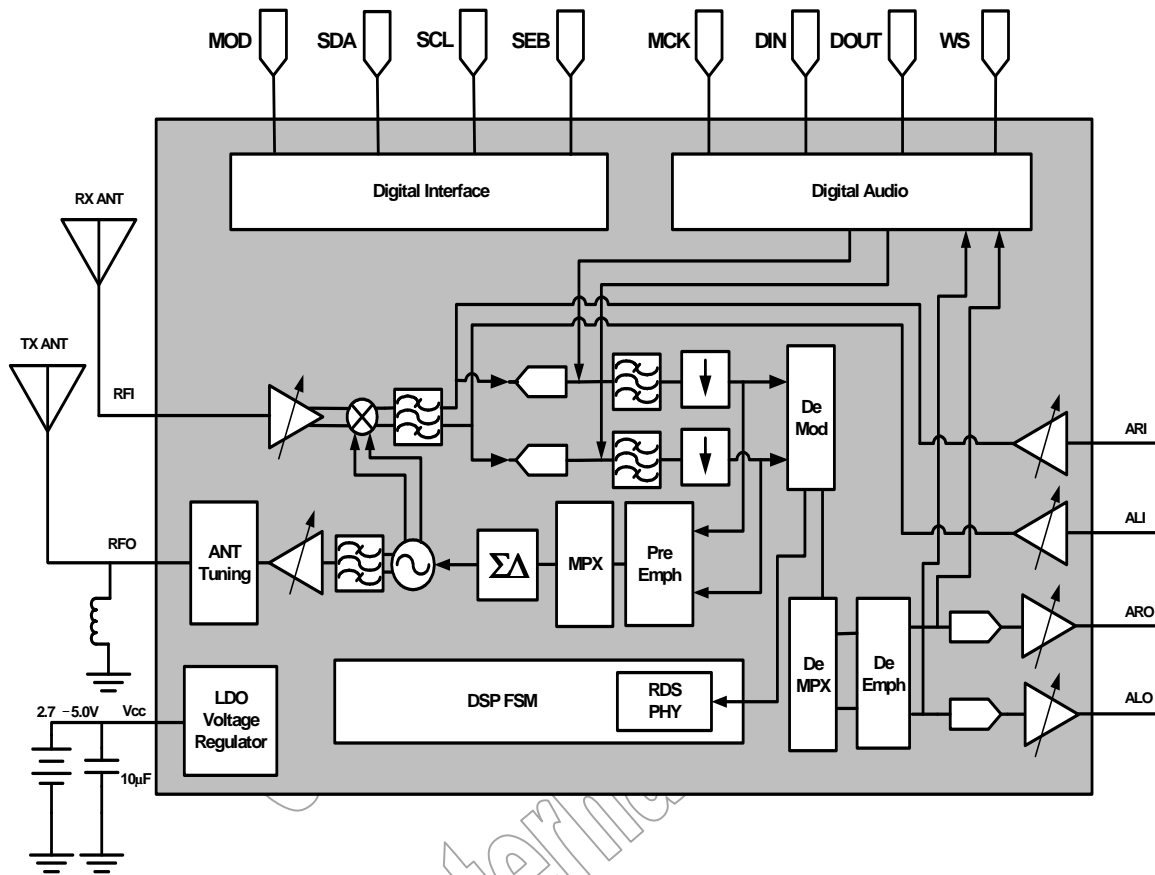 MOD SDA SCL SEB MCK DIN DOUT WS
Digital Interface
Digital Audio
RX ANT
TX ANT
RFI
De
Mod
ARI
ALI
RFO
ANT
Tuning
ΣΔ
MPX
Pre
Emph
ARO
De
MPX
De
Emph
DSP FSM
RDS
PHY
ALO
LDO
Voltage
Regulator
2.7 –5.0V Vcc
10μF